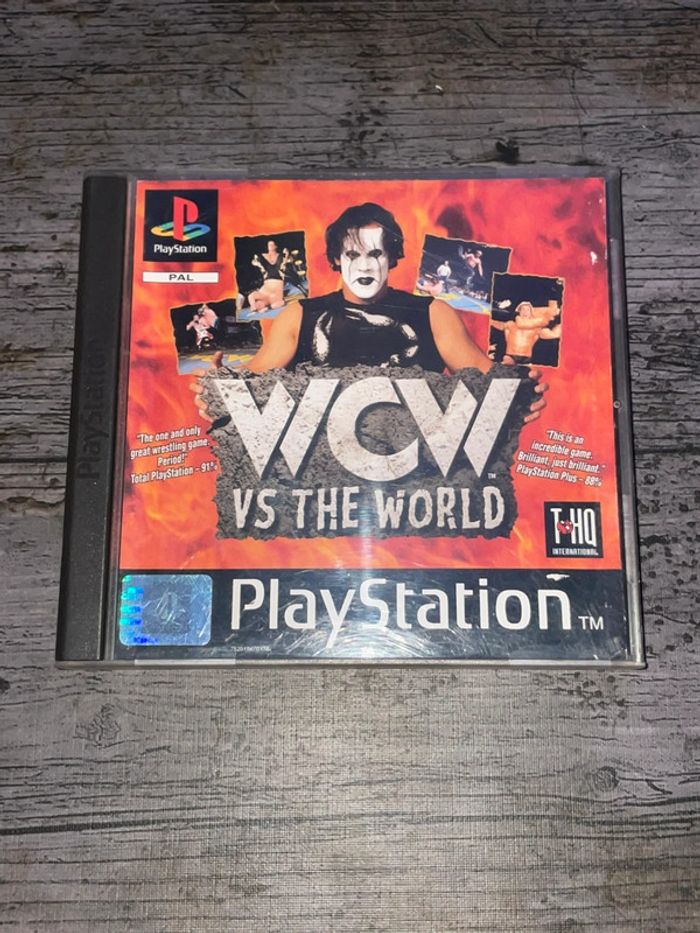 PlayStation
PAL
WCW
TM
VS THE WORLD
"The one and only
great wrestling game.
Period!"
Total PlayStation - 91%
"This is an
incredible game.
Brilliant, just brilliant."
PlayStation Plus - 88%
T·HQ
INTERNATIONAL
PlayStation TM